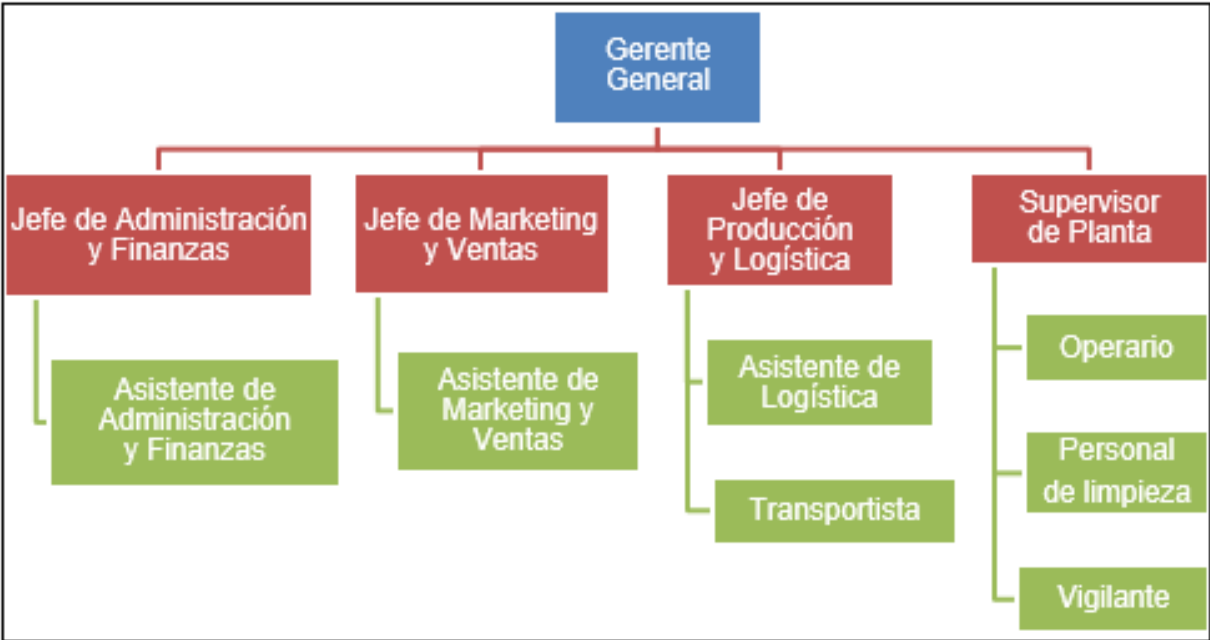 Gerente
General
Jefe de Administración
y Finanzas
Jefe de Marketing
y Ventas
Jefe de
Producción
y Logística
Supervisor
de Planta
Asistente de
Administración
y Finanzas
Asistente de
Marketing y
Ventas
Asistente de
Logística
Transportista
Operario
Personal
de limpieza
Vigilante